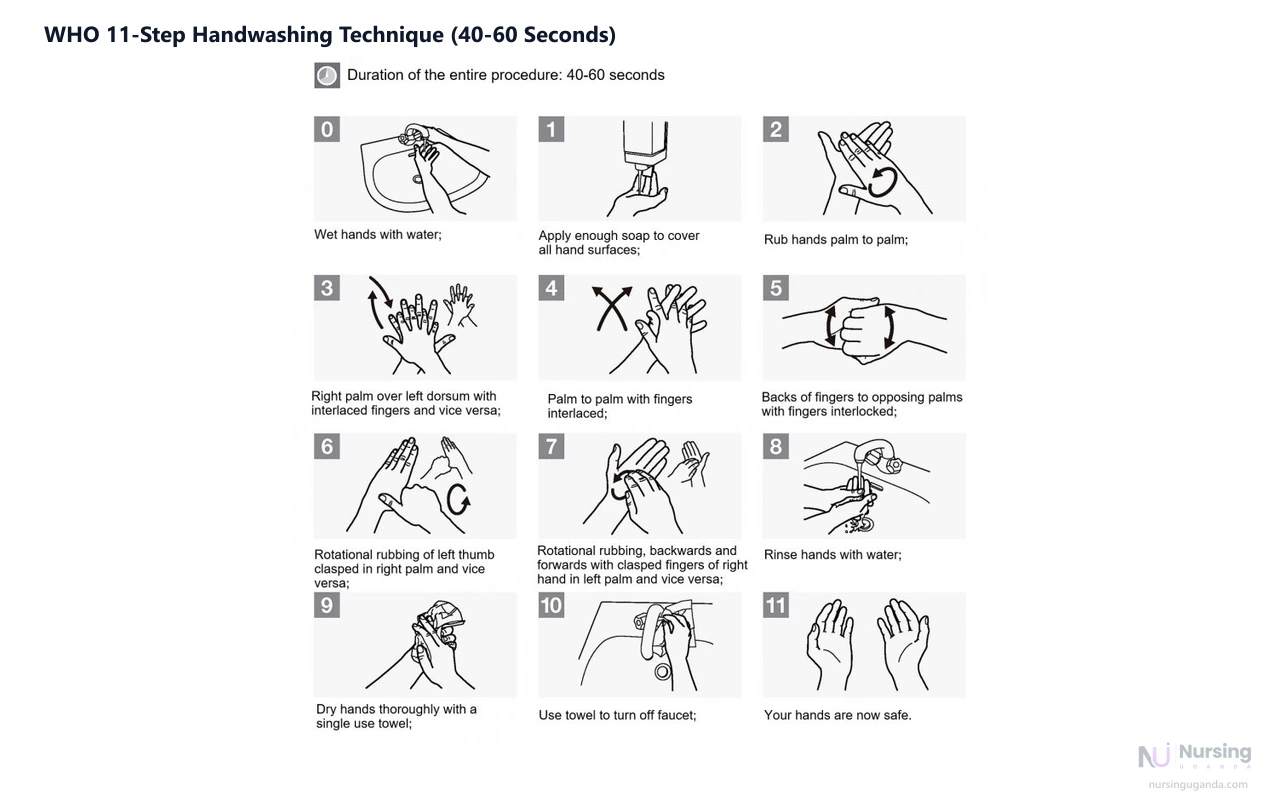 WHO 11-Step Handwashing Technique (40-60 Seconds)
Duration of the entire procedure: 40-60 seconds
0
Wet hands with water;
1
Apply enough soap to cover
all hand surfaces;
2
Rub hands palm to palm;
3
Right palm over left dorsum with
interlaced fingers and vice versa;
4
Palm to palm with fingers
interlaced;
5
Backs of fingers to opposing palms
with fingers interlocked;
6
Rotational rubbing of left thumb
clasped in right palm and vice
versa;
7
Rotational rubbing, backwards and
forwards with clasped fingers of right
hand in left palm and vice versa;
8
Rinse hands with water;
9
Dry hands thoroughly with a
single use towel;
10
Use towel to turn off faucet;
11
Your hands are now safe.
NU Nursing
UGANDA
nursinguganda.com